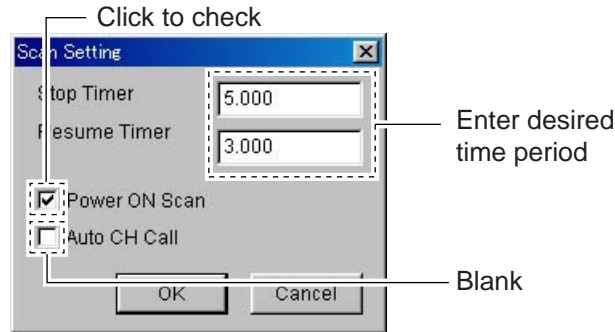 Click to check
Scan Setting
Stop Timer
5.000
Resume Timer
3.000
Enter desired
time period
Power ON Scan
Auto CH Call
Blank
OK
Cancel